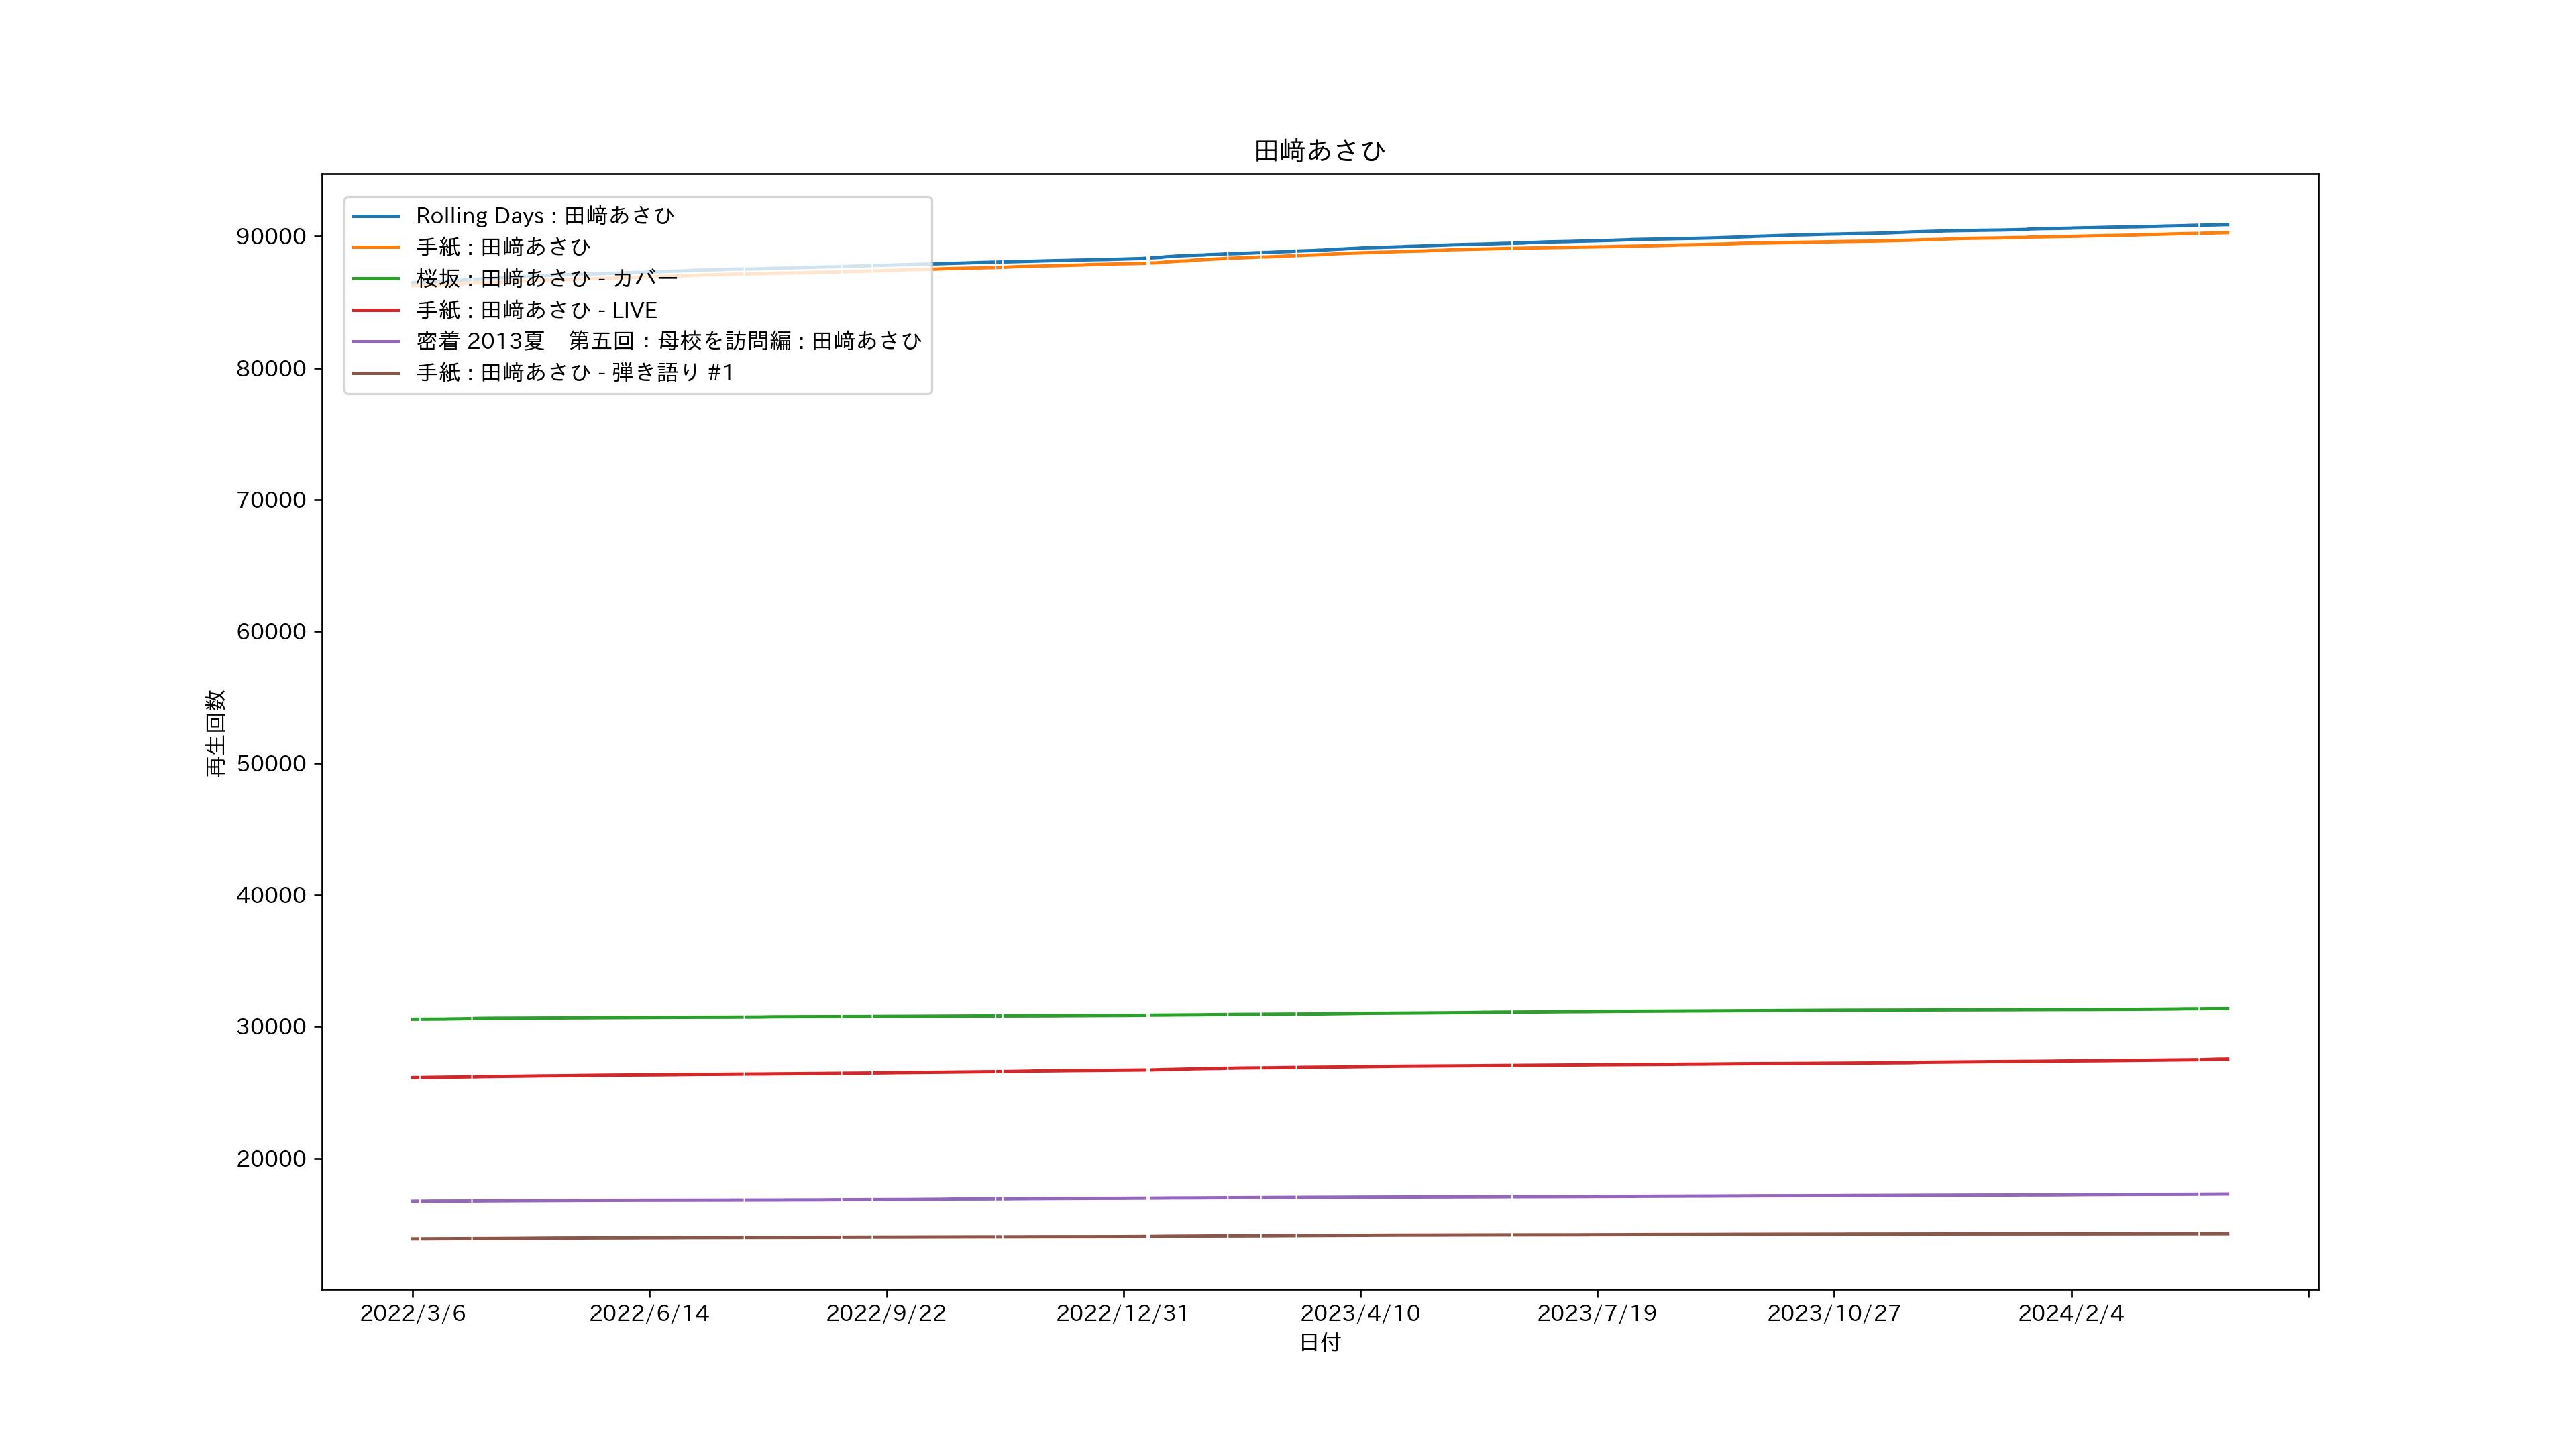 田﨑あさひ
Rolling Days : 田﨑あさひ
手紙 : 田﨑あさひ
桜坂 : 田﨑あさひ - カバー
手紙 : 田﨑あさひ - LIVE
密着 2013夏　第五回：母校を訪問編 : 田﨑あさひ
手紙 : 田﨑あさひ - 弾き語り #1
90000
80000
70000
60000
50000
40000
30000
20000
再生回数
2022/3/6 2022/6/14 2022/9/22 2022/12/31 2023/4/10 2023/7/19 2023/10/27 2024/2/4
日付